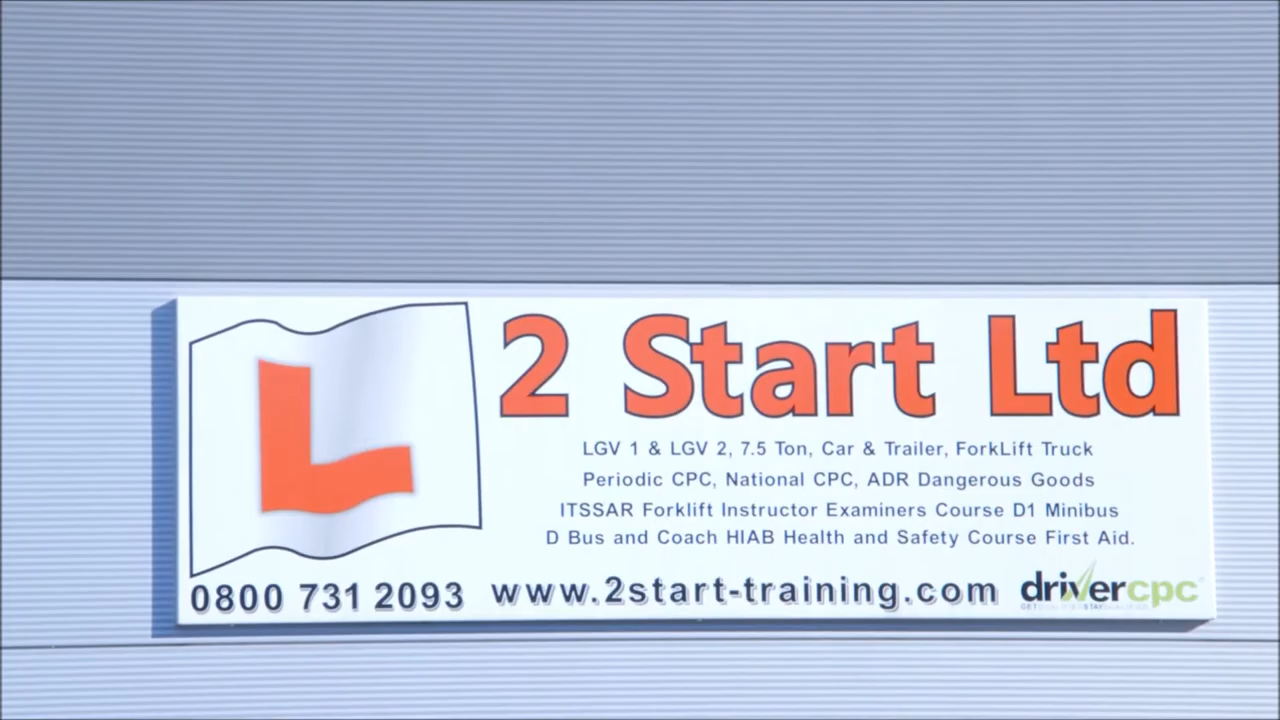 L
2 Start Ltd
LGV 1 & LGV 2, 7.5 Ton, Car & Trailer, ForkLift Truck
Periodic CPC, National CPC, ADR Dangerous Goods
ITSSAR Forklift Instructor Examiners Course D1 Minibus
D Bus and Coach HIAB Health and Safety Course First Aid.
0800 731 2093 www.2start-training.com drivercpc